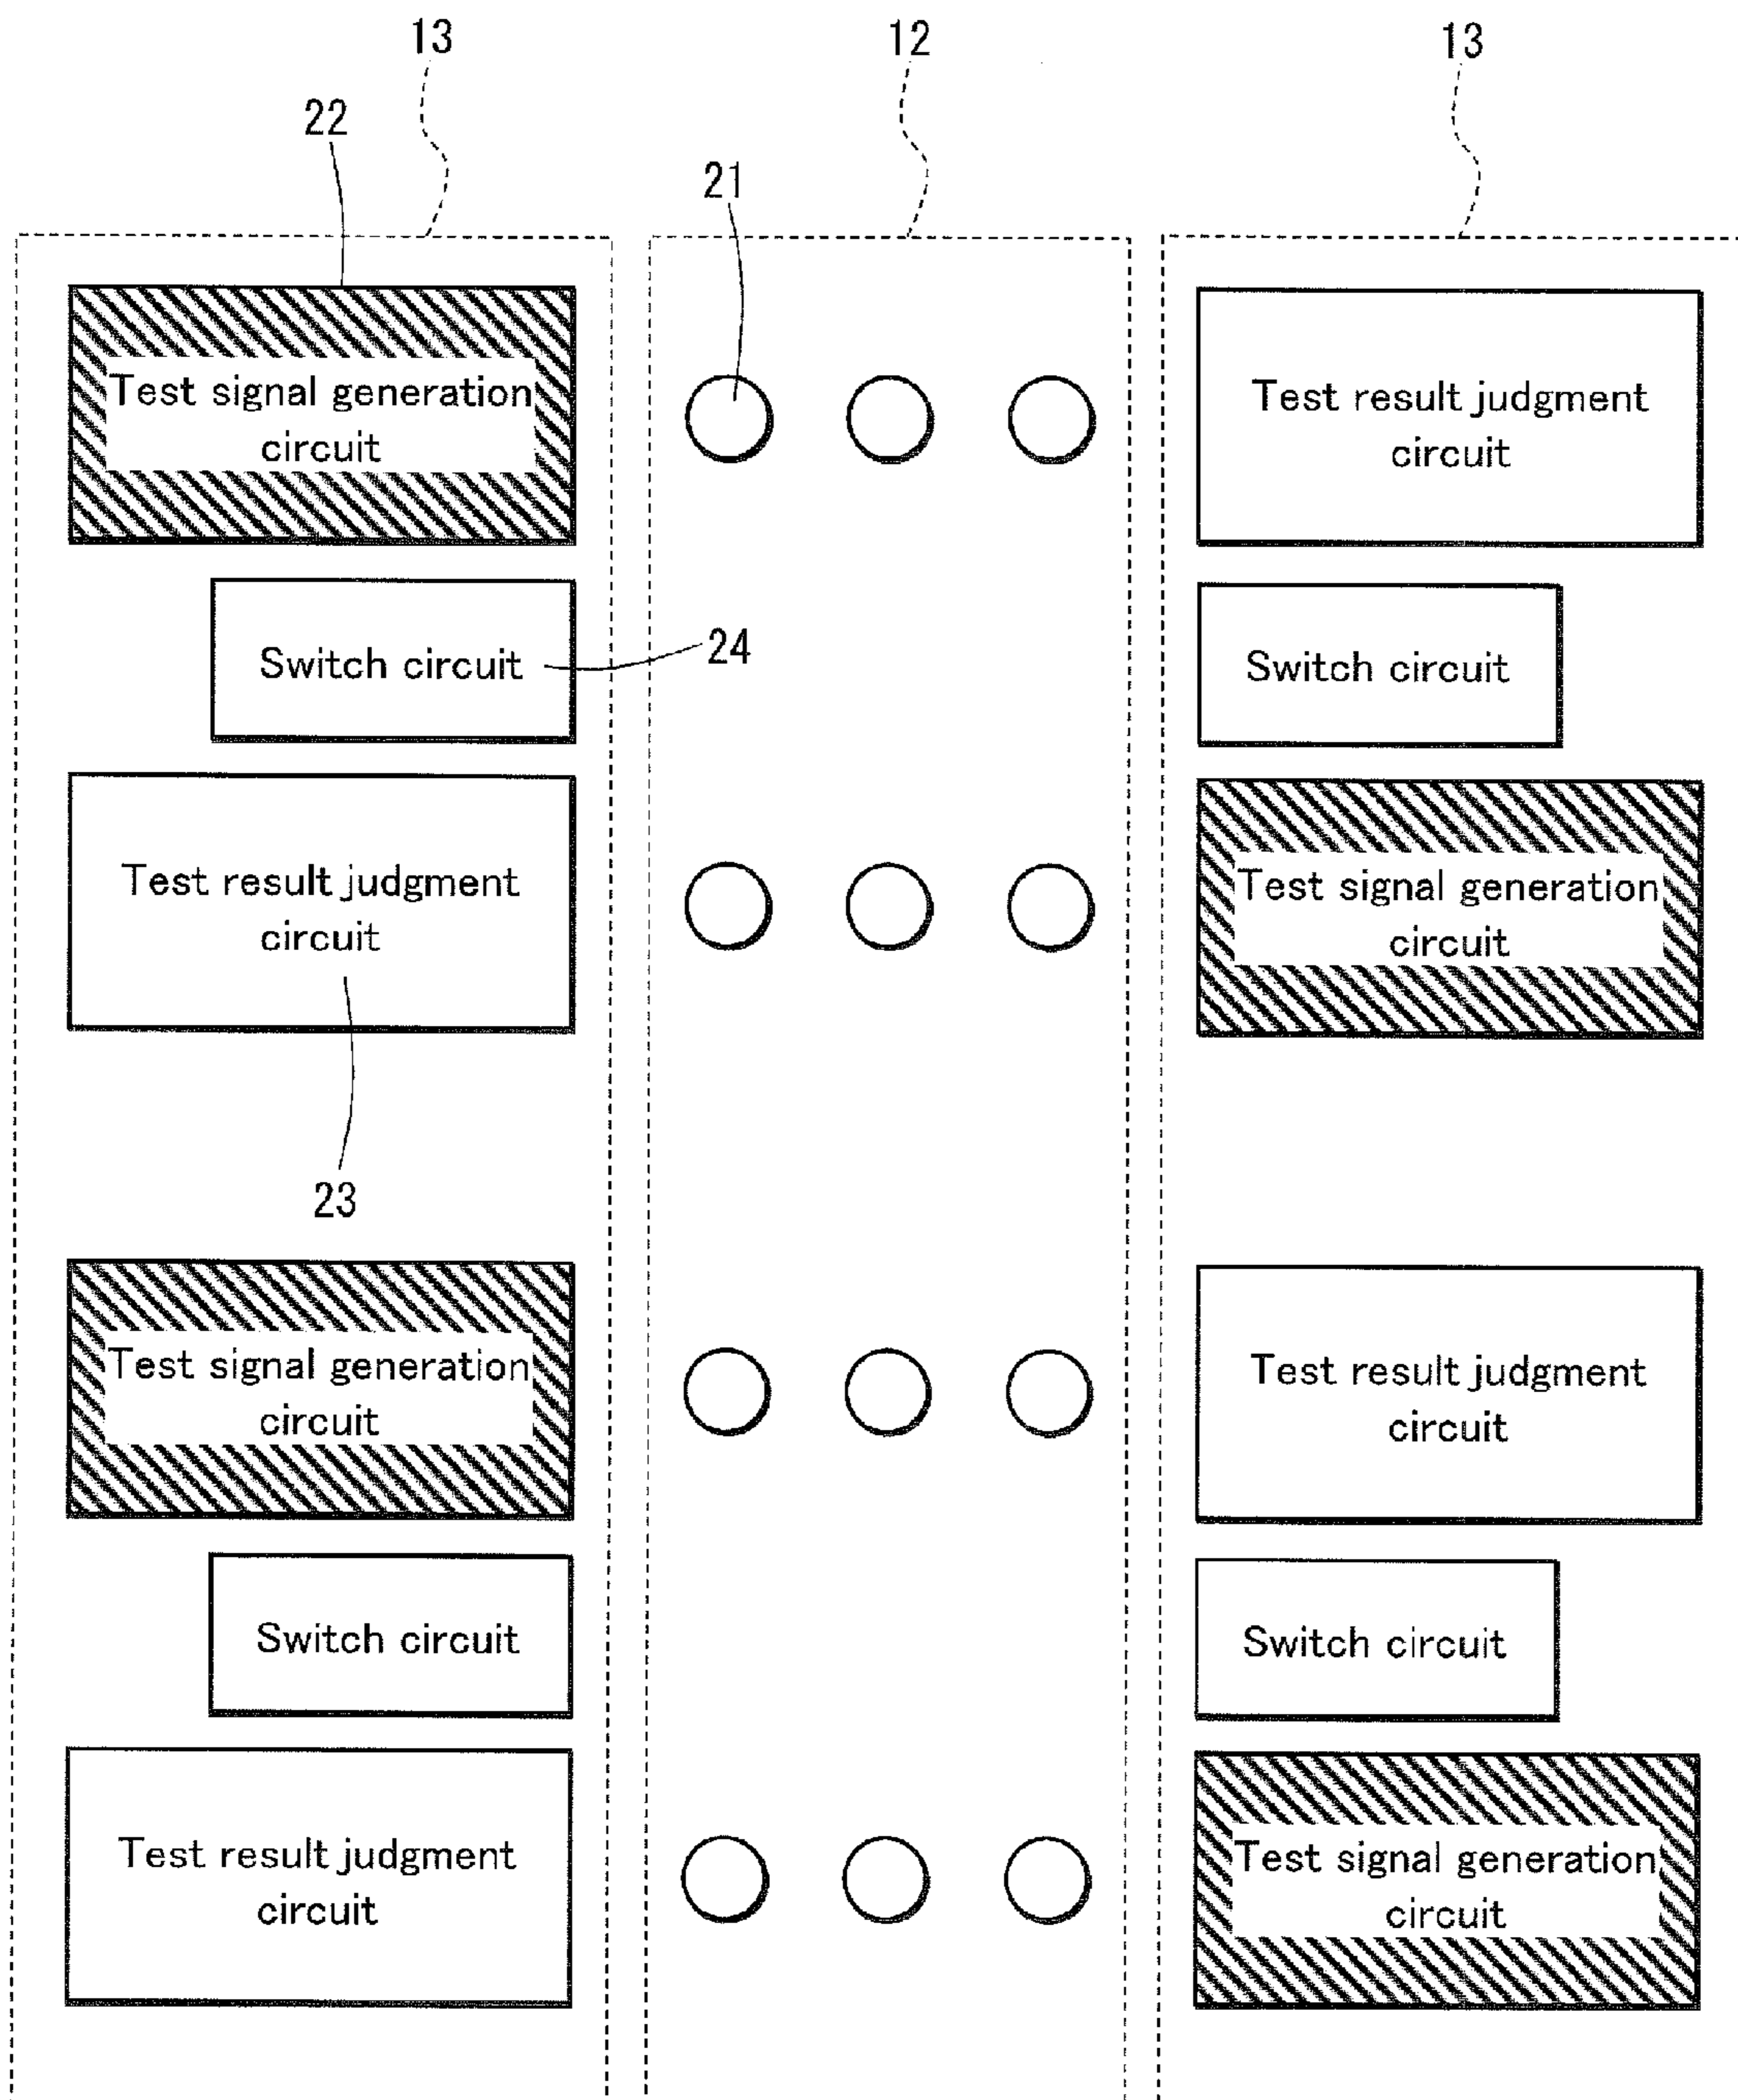 13
12
13
22
21
Test signal generation
circuit
Test result judgment
circuit
Switch circuit
24
Switch circuit
Test result judgment
circuit
Test signal generation
circuit
23
Test signal generation
circuit
Test result judgment
circuit
Switch circuit
Switch circuit
Test result judgment
circuit
Test signal generation
circuit